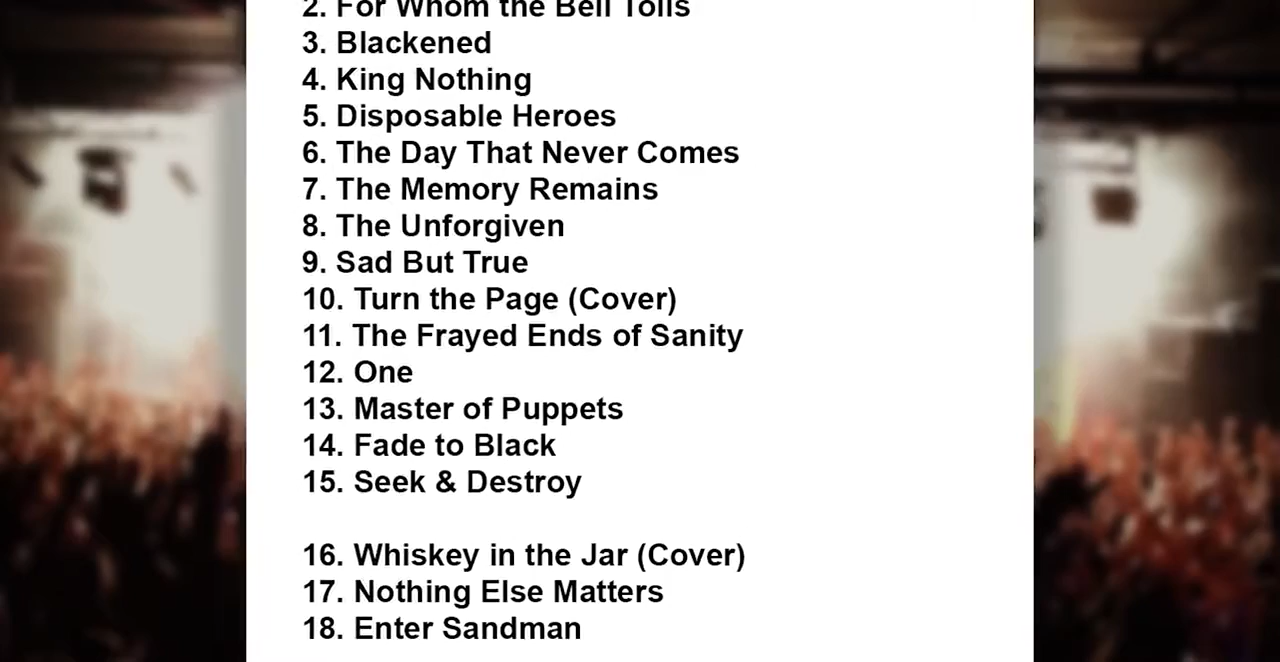 2. For Whom the Bell Tolls
3. Blackened
4. King Nothing
5. Disposable Heroes
6. The Day That Never Comes
7. The Memory Remains
8. The Unforgiven
9. Sad But True
10. Turn the Page (Cover)
11. The Frayed Ends of Sanity
12. One
13. Master of Puppets
14. Fade to Black
15. Seek & Destroy
16. Whiskey in the Jar (Cover)
17. Nothing Else Matters
18. Enter Sandman